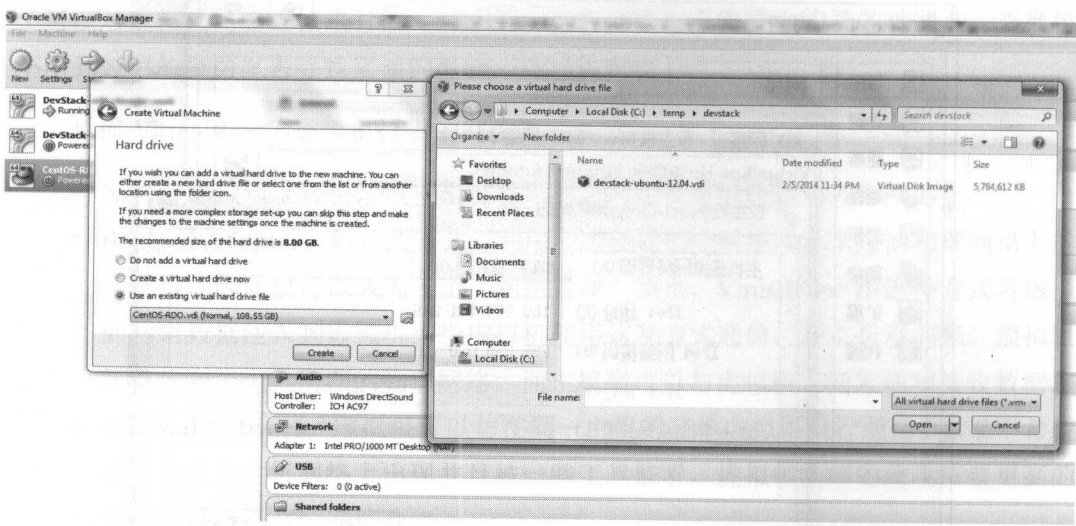 Oracle VM VirtualBox Manager
File Machine Help
New Settings
DevStack
Running
DevStack-
Powered
CentOS-RDO
Powered
Create Virtual Machine
Hard drive
If you wish you can add a virtual hard drive to the new machine. You can
either create a new hard drive file or select one from the list or from another
location using the folder icon.
If you need a more complex storage set-up you can skip this step and make
the changes to the machine settings once the machine is created.
The recommended size of the hard drive is 8.00 GB.
Do not add a virtual hard drive
Create a virtual hard drive now
Use an existing virtual hard drive file
CentOS-RDO.vdi (Normal, 108.55 GB)
Create Cancel
Please choose a virtual hard drive file
Computer Local Disk (C:) temp devstack
Search devstack
Organize New folder
Favorites
Desktop
Downloads
Recent Places
Libraries
Documents
Music
Pictures
Videos
Computer
Local Disk (C:)
Name Date modified Type Size
devstack-ubuntu-12.04.vdi 2/5/2014 11:34 PM Virtual Disk Image 5,784,612 KB
File name:
All virtual hard drive files (*.vm
Open Cancel
Audio
Host Driver: Windows DirectSound
Controller: ICH AC97
Network
Adapter 1: Intel PRO/1000 MT Desktop (NAT)
USB
Device Filters: 0 (0 active)
Shared folders